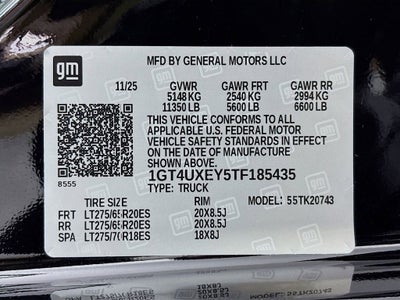 gm
MFD BY GENERAL MOTORS LLC
11/25 GVWR GAWR FRT GAWR RR
5148 KG 2540 KG 2994 KG
11350 LB 5600 LB 6600 LB
THIS VEHICLE CONFORMS TO ALL
APPLICABLE U.S. FEDERAL MOTOR
VEHICLE SAFETY STANDARDS IN EFFECT
ON THE DATE OF MANUFACTURE
SHOWN ABOVE.
8555
1GT4UXEY5TF185435
TYPE: TRUCK
TIRE SIZE RIM MODEL: 55TK20743
FRT LT275/65R20ES 20X8.5J
RR LT275/65R20ES 20X8.5J
SPA LT275/70R18ES 18X8J